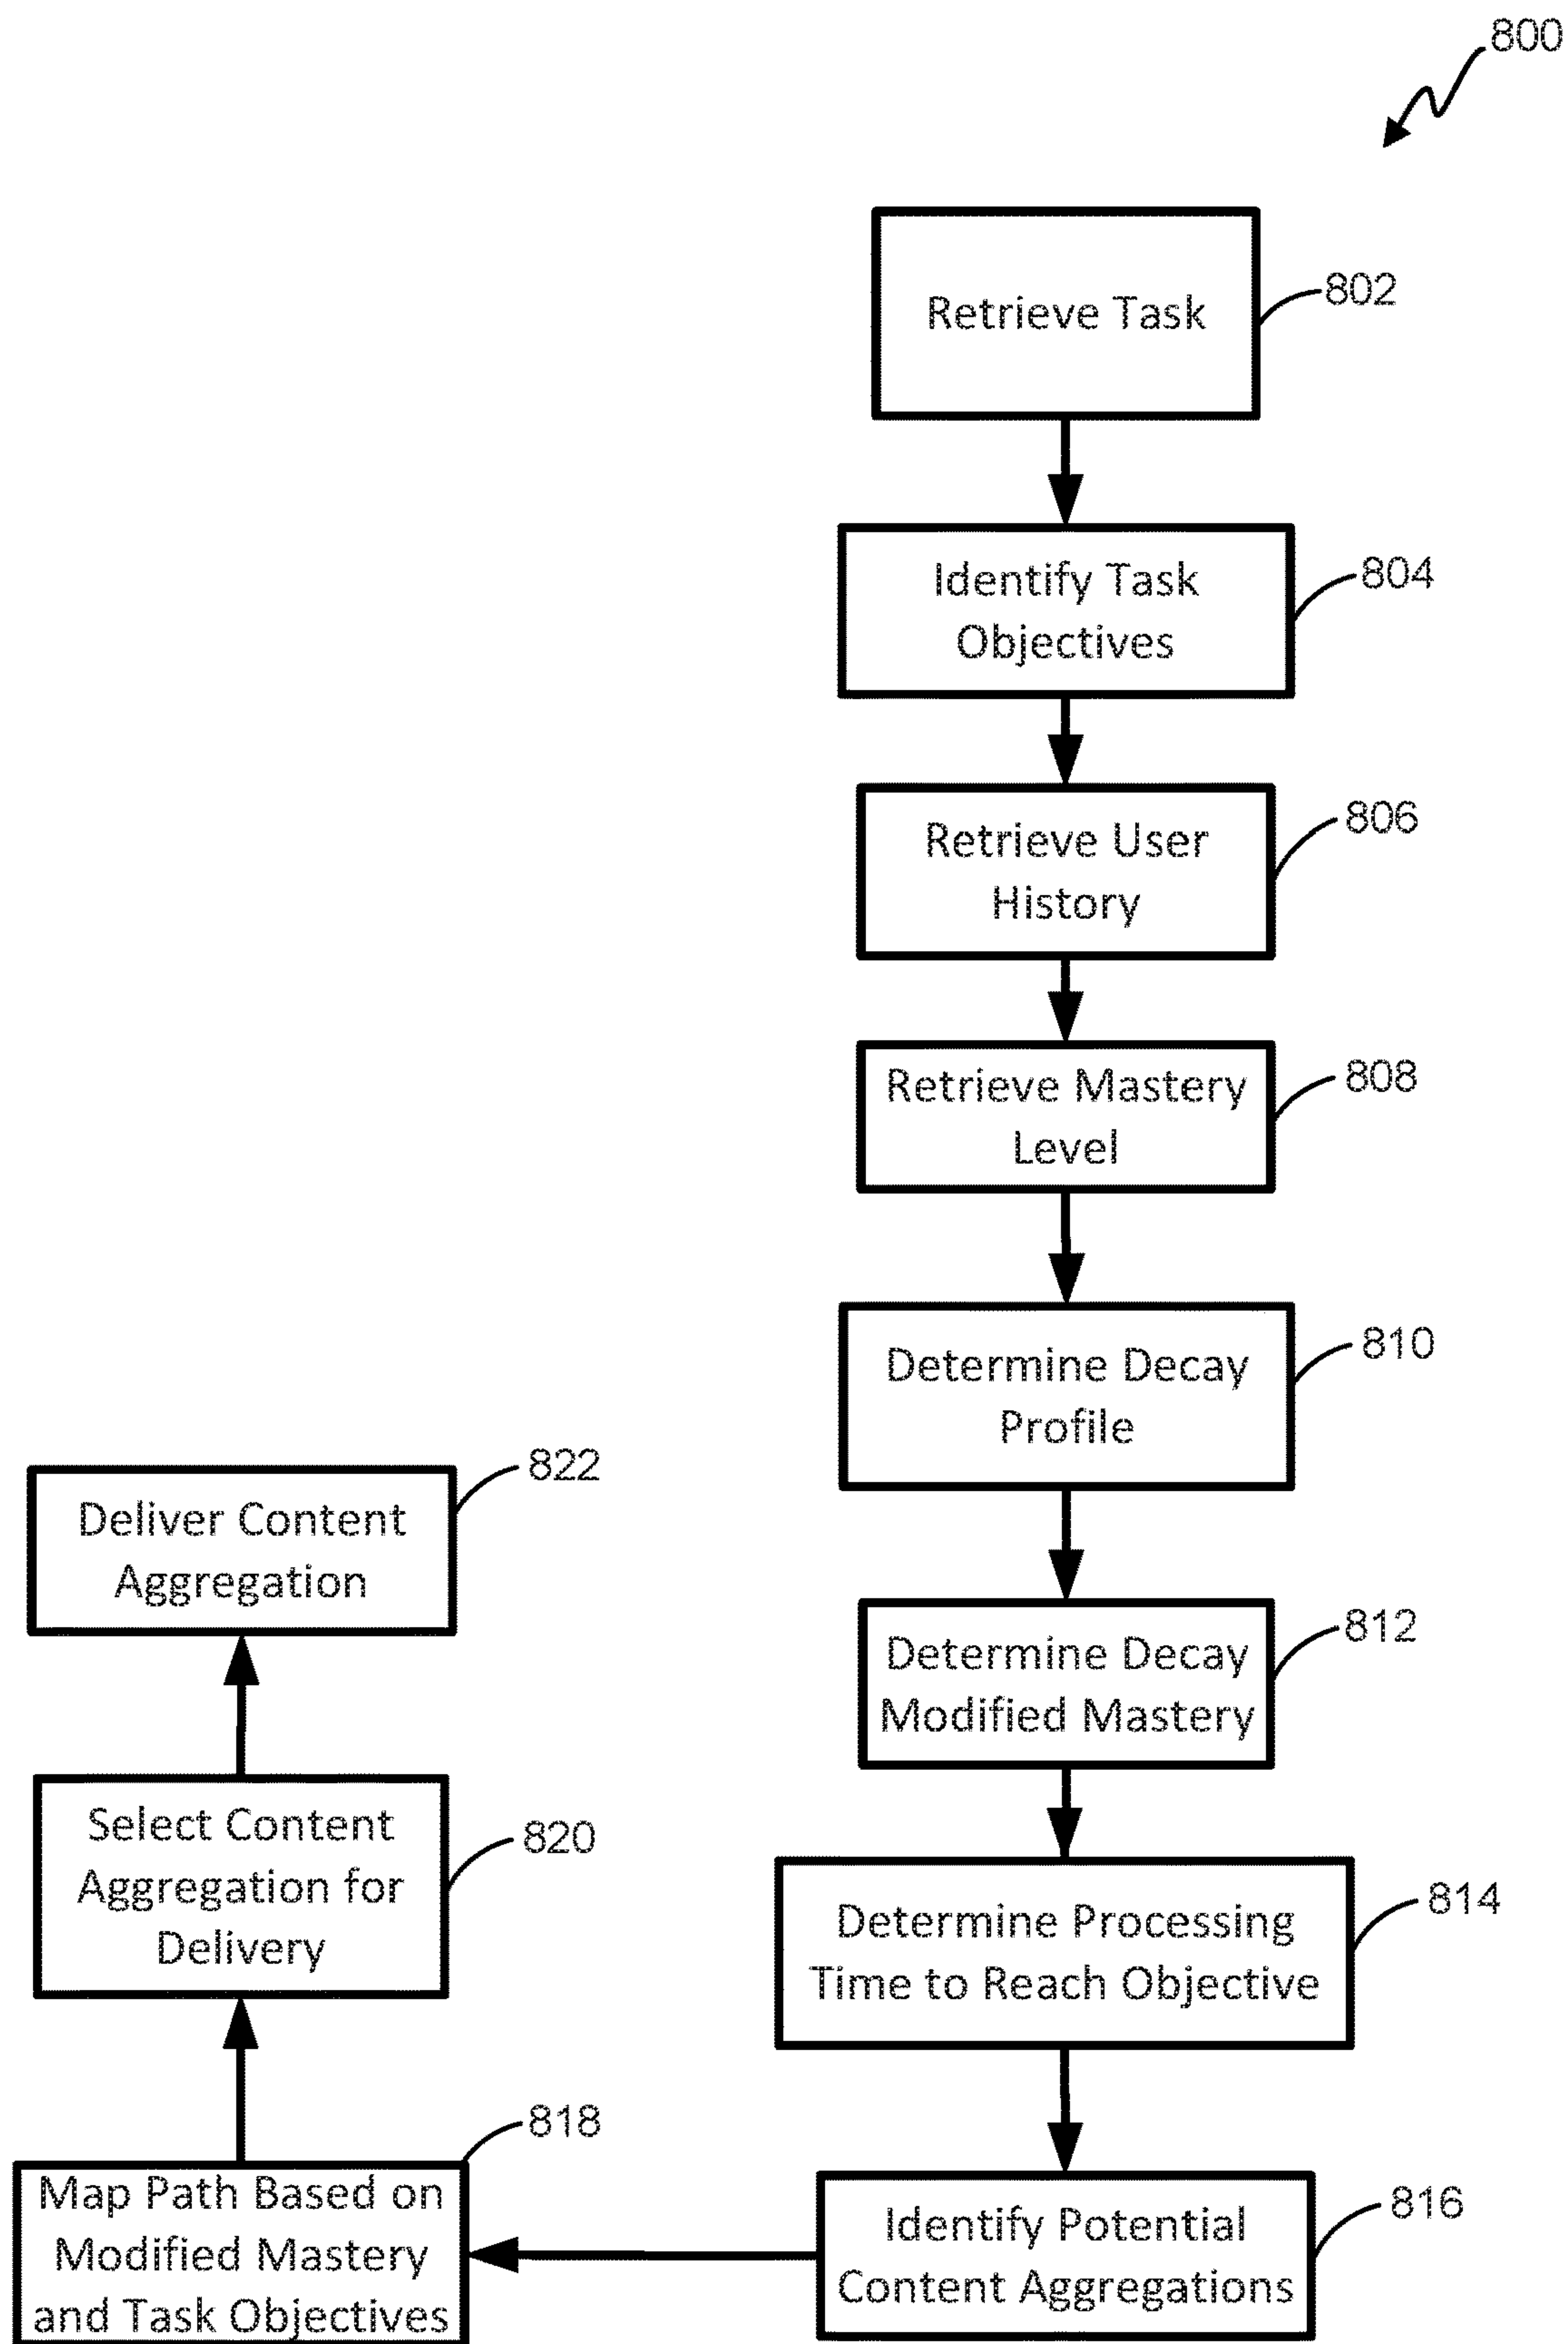 800
Retrieve Task
802
Identify Task
Objectives
804
Retrieve User
History
806
Retrieve Mastery
Level
808
Determine Decay
Profile
810
Determine Decay
Modified Mastery
812
Determine Processing
Time to Reach Objective
814
Identify Potential
Content Aggregations
816
Map Path Based on
Modified Mastery
and Task Objectives
818
Select Content
Aggregation for
Delivery
820
Deliver Content
Aggregation
822